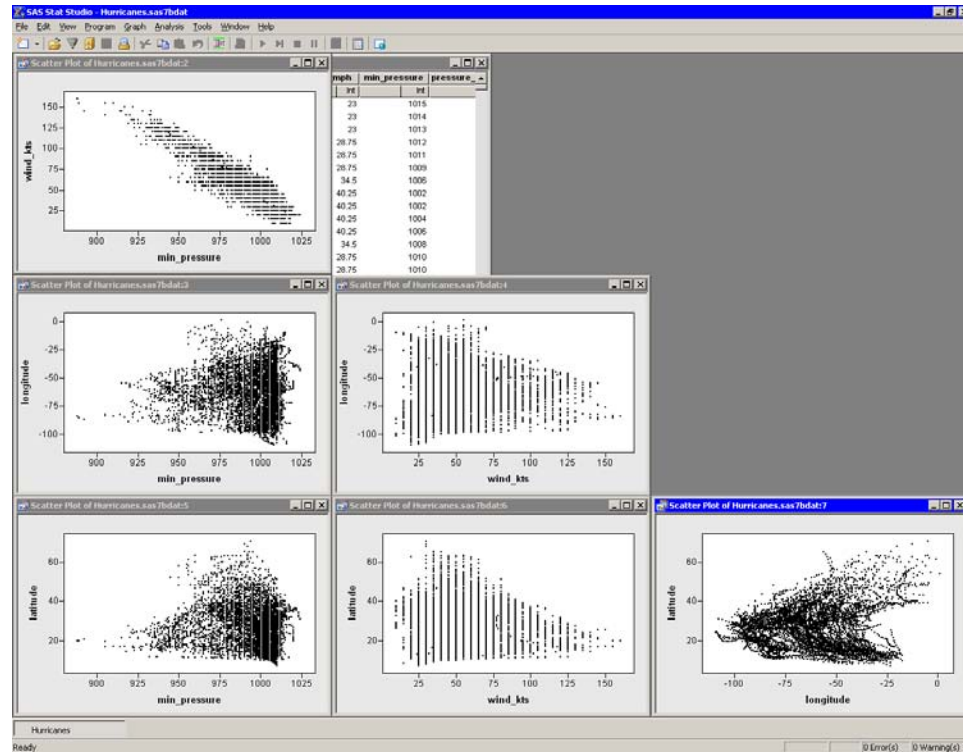 SAS Stat Studio - Hurricanes.sas7bdat
File Edit View Program Graph Analysis Tools Window Help
Scatter Plot of Hurricanes.sas7bdat:2
150
125
100
75
50
25
wind_kts
900 925 950 975 1000 1025
min_pressure
mph min_pressure pressure_
Int Int
23 1015
23 1014
23 1013
28.75 1012
28.75 1011
28.75 1009
34.5 1006
40.25 1002
40.25 1002
40.25 1004
40.25 1006
34.5 1008
28.75 1010
28.75 1010
Scatter Plot of Hurricanes.sas7bdat:3
0
-25
-50
-75
-100
longitude
900 925 950 975 1000 1025
min_pressure
Scatter Plot of Hurricanes.sas7bdat:4
0
-25
-50
-75
-100
longitude
25 50 75 100 125 150
wind_kts
Scatter Plot of Hurricanes.sas7bdat:5
60
40
20
latitude
900 925 950 975 1000 1025
min_pressure
Scatter Plot of Hurricanes.sas7bdat:6
60
40
20
latitude
25 50 75 100 125 150
wind_kts
Scatter Plot of Hurricanes.sas7bdat:7
60
40
20
latitude
-100 -75 -50 -25 0
longitude
Hurricanes
Ready 0 Error(s) 0 Warning(s)